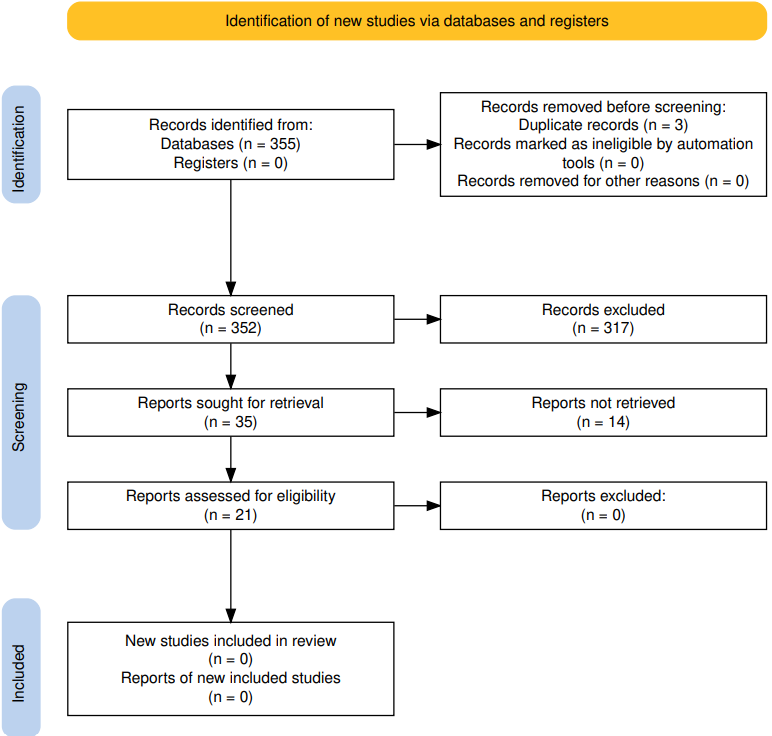 Identification of new studies via databases and registers
Identification
Records identified from:
Databases (n = 355)
Registers (n = 0)
Records removed before screening:
Duplicate records (n = 3)
Records marked as ineligible by automation
tools (n = 0)
Records removed for other reasons (n = 0)
Screening
Records screened
(n = 352)
Records excluded
(n = 317)
Reports sought for retrieval
(n = 35)
Reports not retrieved
(n = 14)
Reports assessed for eligibility
(n = 21)
Reports excluded:
(n = 0)
Included
New studies included in review
(n = 0)
Reports of new included studies
(n = 0)